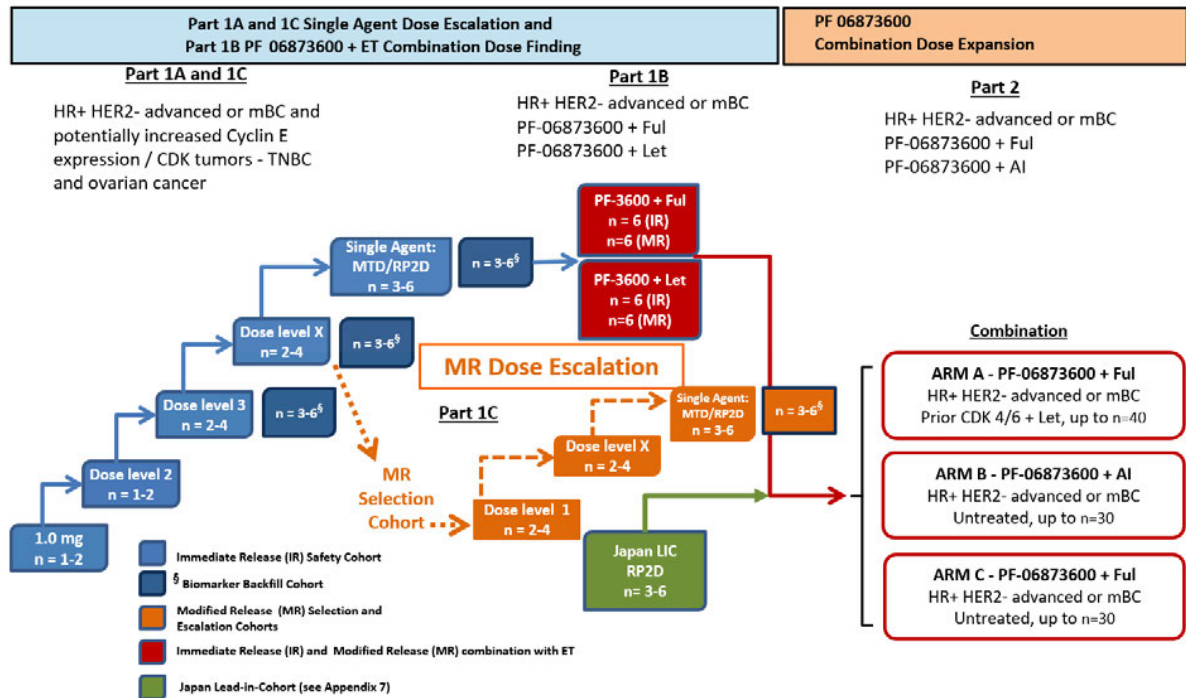 Part 1A and 1C Single Agent Dose Escalation and
Part 1B PF 06873600 + ET Combination Dose Finding
PF 06873600
Combination Dose Expansion
Part 1A and 1C
HR+ HER2- advanced or mBC and
potentially increased Cyclin E
expression / CDK tumors - TNBC
and ovarian cancer
Part 1B
HR+ HER2- advanced or mBC
PF-06873600 + Ful
PF-06873600 + Let
Part 2
HR+ HER2- advanced or mBC
PF-06873600 + Ful
PF-06873600 + AI
PF-3600 + Ful
n = 6 (IR)
n=6 (MR)
PF-3600 + Let
n = 6 (IR)
n=6 (MR)
Single Agent:
MTD/RP2D
n = 3-6
n = 3-6§
Dose level X
n= 2-4
n = 3-6§
Dose level 3
n = 2-4
n = 3-6§
Dose level 2
n = 1-2
1.0 mg
n = 1-2
MR Dose Escalation
Part 1C
MR
Selection
Cohort
Dose level 1
n = 2-4
Dose level X
n = 2-4
Single Agent:
MTD/RP2D
n = 3-6
n = 3-6§
Japan LIC
RP2D
n= 3-6
Combination
ARM A - PF-06873600 + Ful
HR+ HER2- advanced or mBC
Prior CDK 4/6 + Let, up to n=40
ARM B - PF-06873600 + AI
HR+ HER2- advanced or mBC
Untreated, up to n=30
ARM C - PF-06873600 + Ful
HR+ HER2- advanced or mBC
Untreated, up to n=30
Immediate Release (IR) Safety Cohort
§ Biomarker Backfill Cohort
Modified Release (MR) Selection and
Escalation Cohorts
Immediate Release (IR) and Modified Release (MR) combination with ET
Japan Lead-in-Cohort (see Appendix 7)